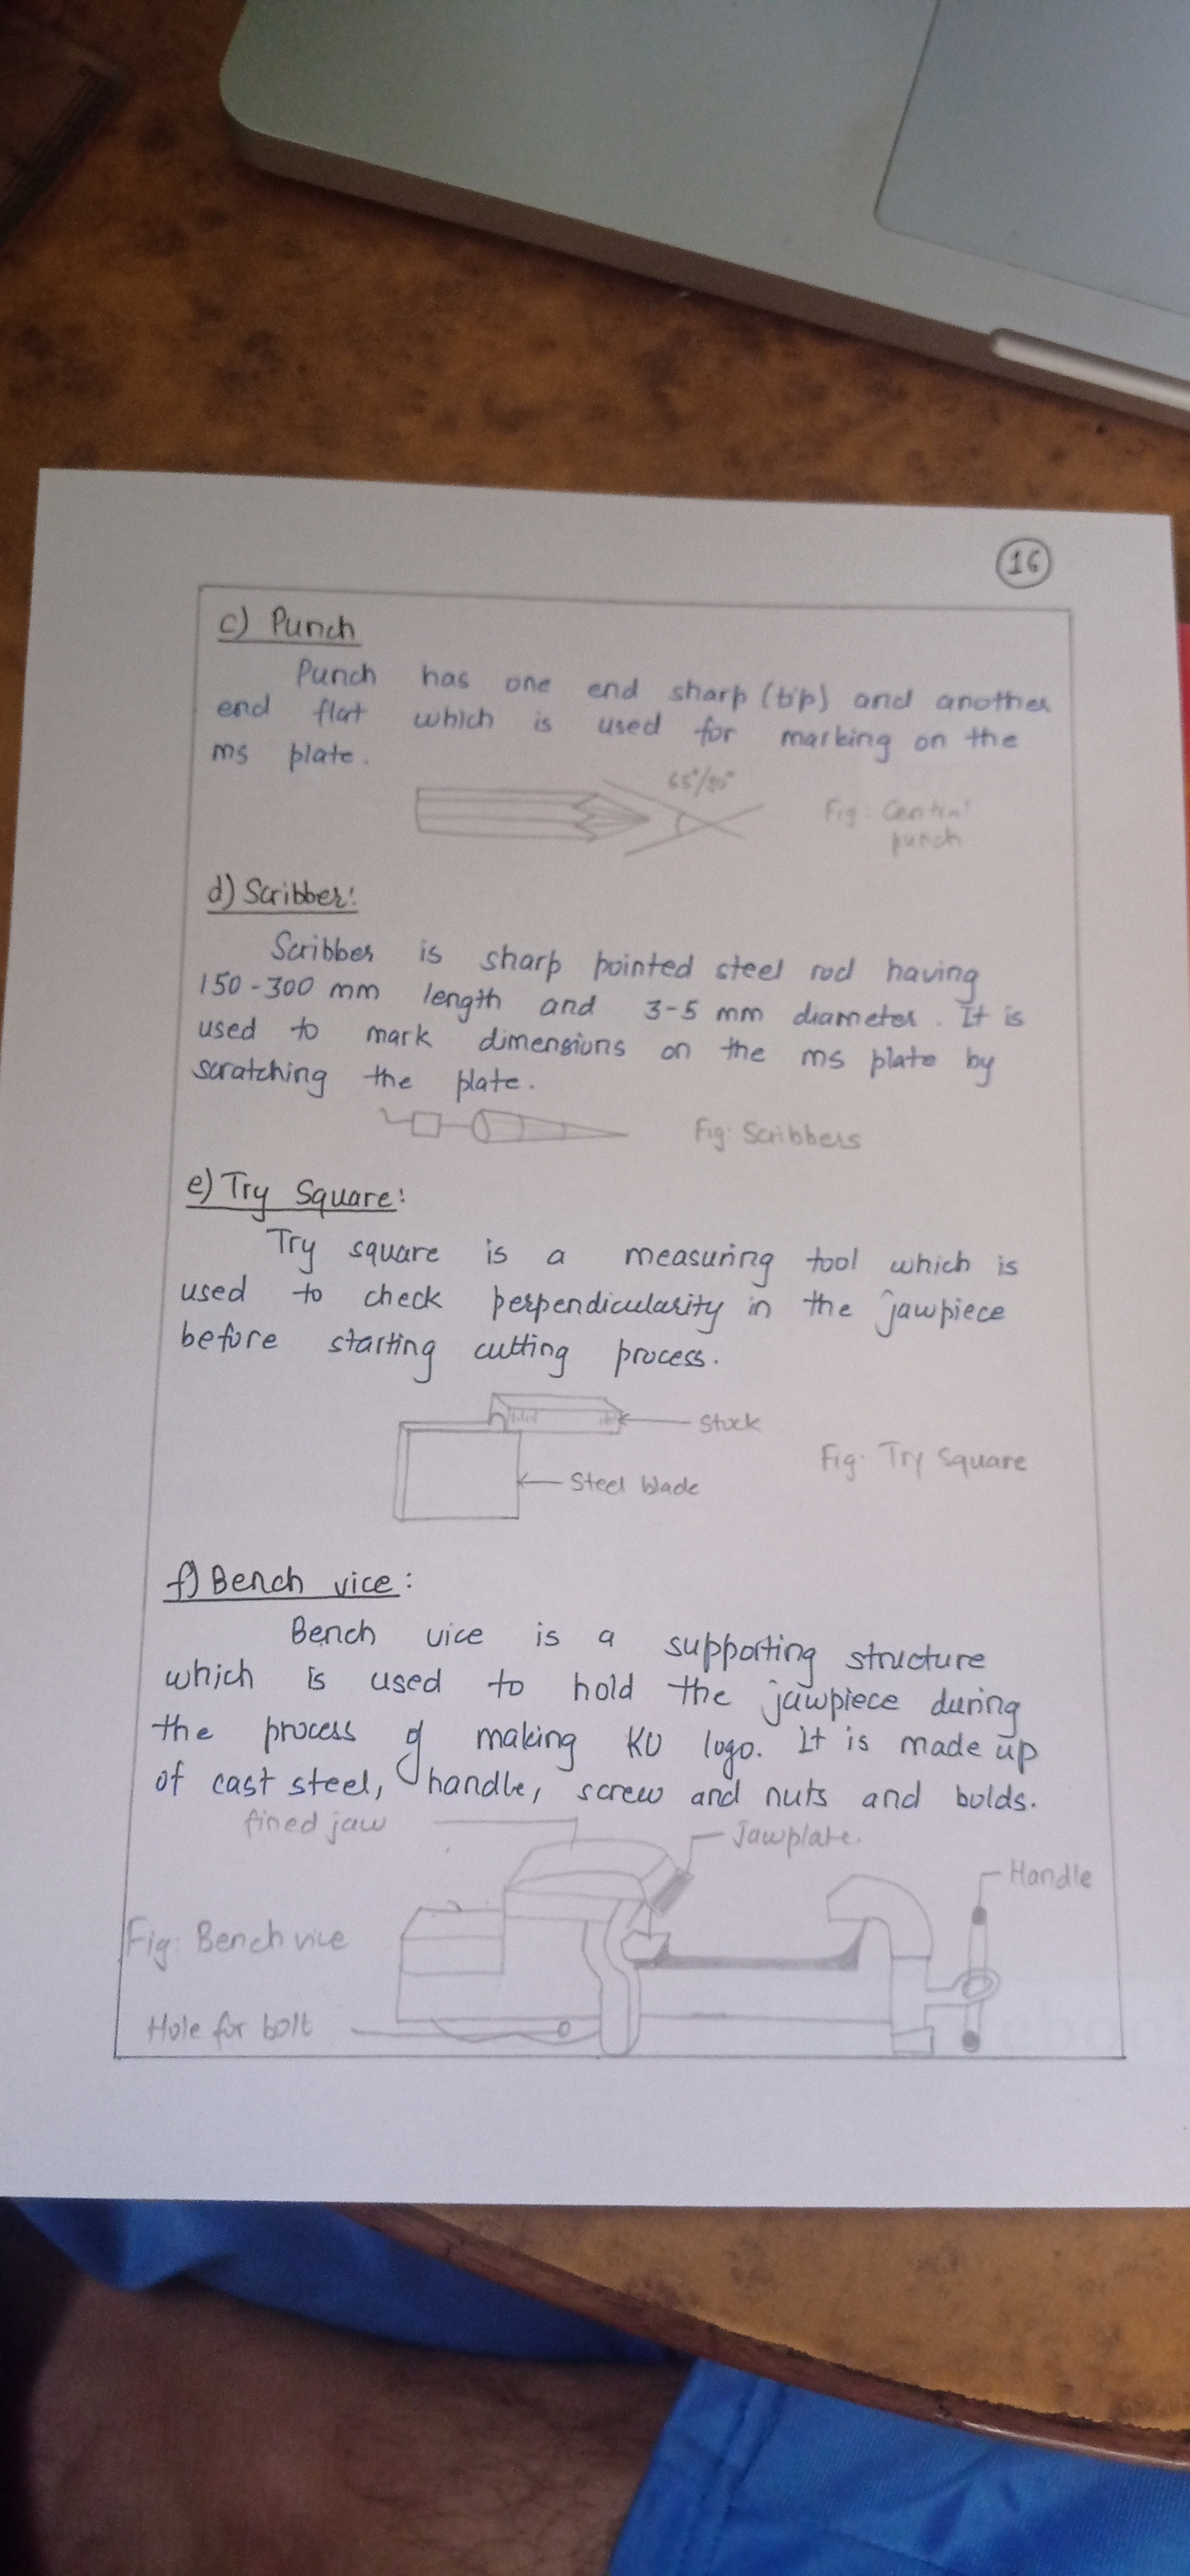 16
c) Punch
Punch has one end sharp (tip) and another
end flat which is used for marking on the
ms plate.
65°/90°
Fig: Central
punch
d) Scribber:
Scribber is sharp pointed steel rod having
150-300 mm length and 3-5 mm diameter. It is
used to mark dimensions on the ms plate by
scratching the plate.
Fig: Scribbers
e) Try Square:
Try square is a measuring tool which is
used to check perpendicularity in the jawpiece
before starting cutting process.
Stock
Fig: Try Square
Steel blade
f) Bench vice:
Bench vice is a supporting structure
which is used to hold the jawpiece during
the process of making KU logo. It is made up
of cast steel, handle, screw and nuts and bolds.
fined jaw
Jawplate.
Handle
Fig: Bench vice
Hole for bolt